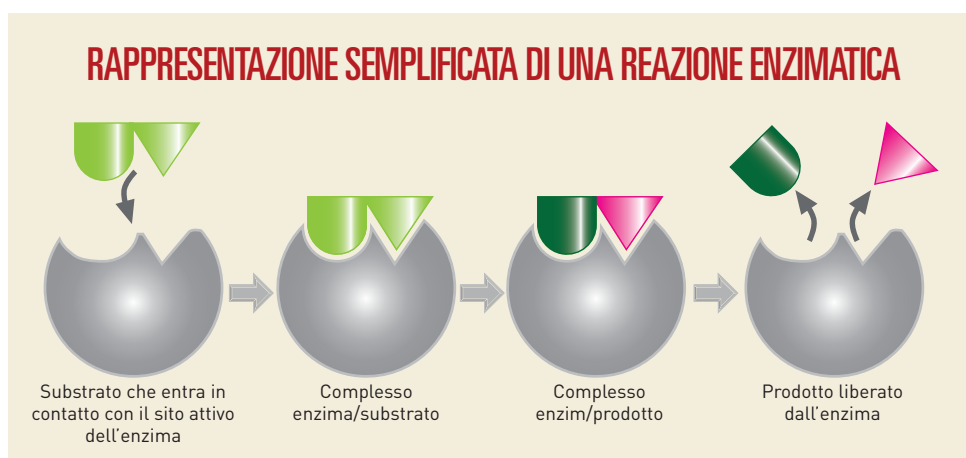 RAPPRESENTAZIONE SEMPLIFICATA DI UNA REAZIONE ENZIMATICA
Substrato che entra in
contatto con il sito attivo
dell'enzima
Complesso
enzima/substrato
Complesso
enzim/prodotto
Prodotto liberato
dall'enzima